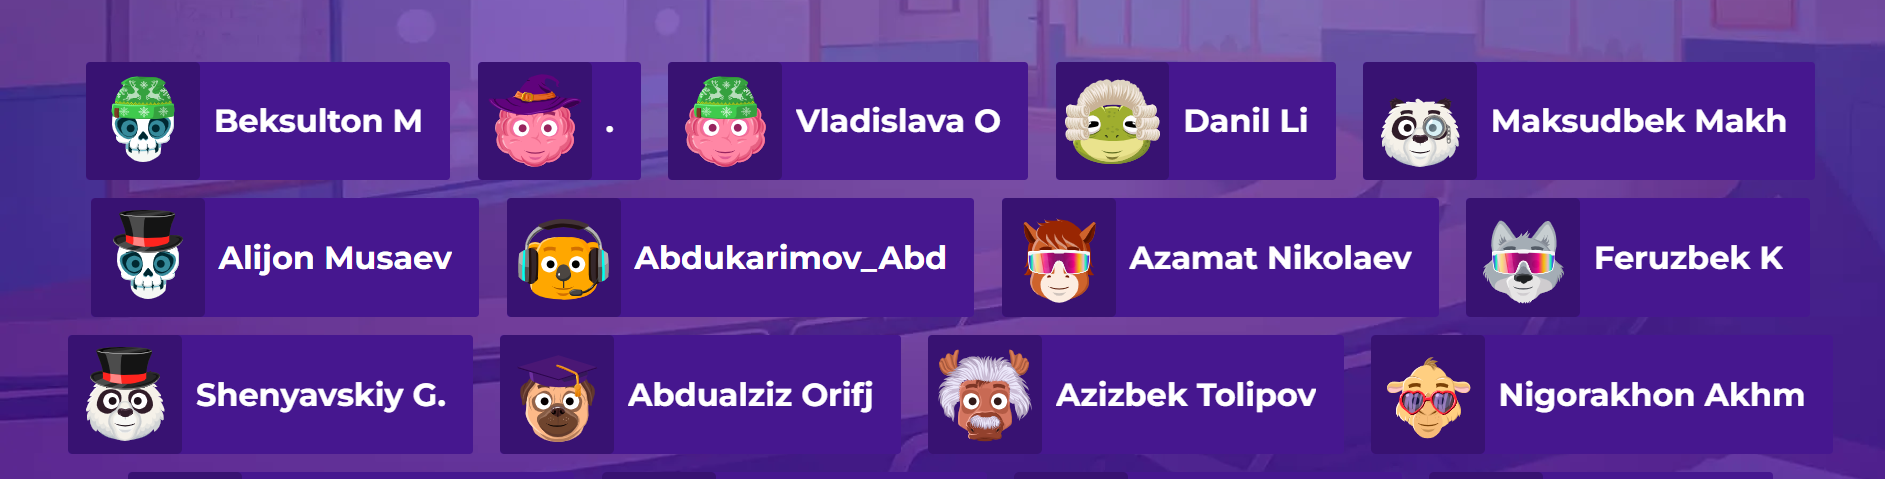 Beksulton M
.
Vladislava O
Danil Li
Maksudbek Makh
Alijon Musaev
Abdukarimov_Abd
Azamat Nikolaev
Feruzbek K
Shenyavskiy G.
Abdualziz Orifj
Azizbek Tolipov
Nigorakhon Akhm